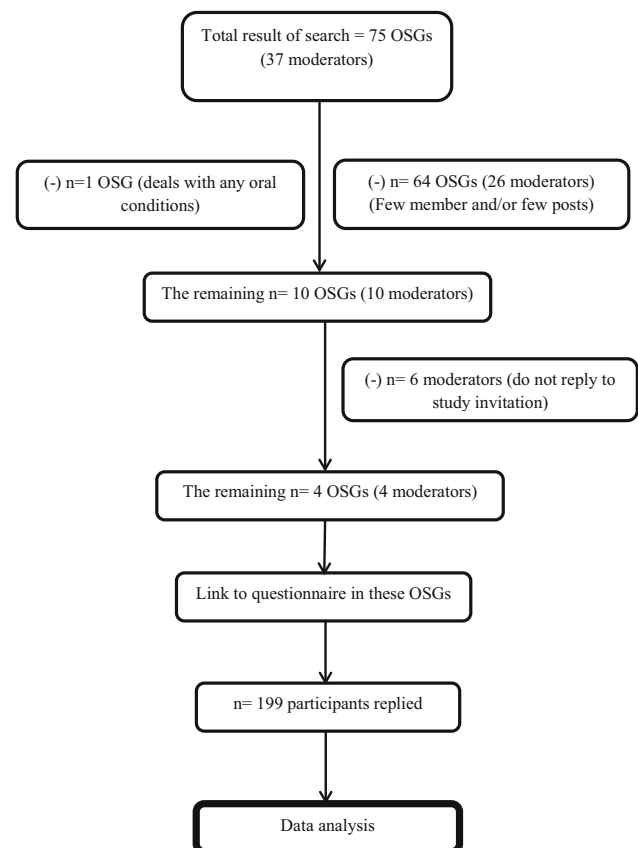 Total result of search = 75 OSGs
(37 moderators)
(-) n=1 OSG (deals with any oral
conditions)
(-) n= 64 OSGs (26 moderators)
(Few member and/or few posts)
The remaining n= 10 OSGs (10 moderators)
(-) n= 6 moderators (do not reply to
study invitation)
The remaining n= 4 OSGs (4 moderators)
Link to questionnaire in these OSGs
n= 199 participants replied
Data analysis